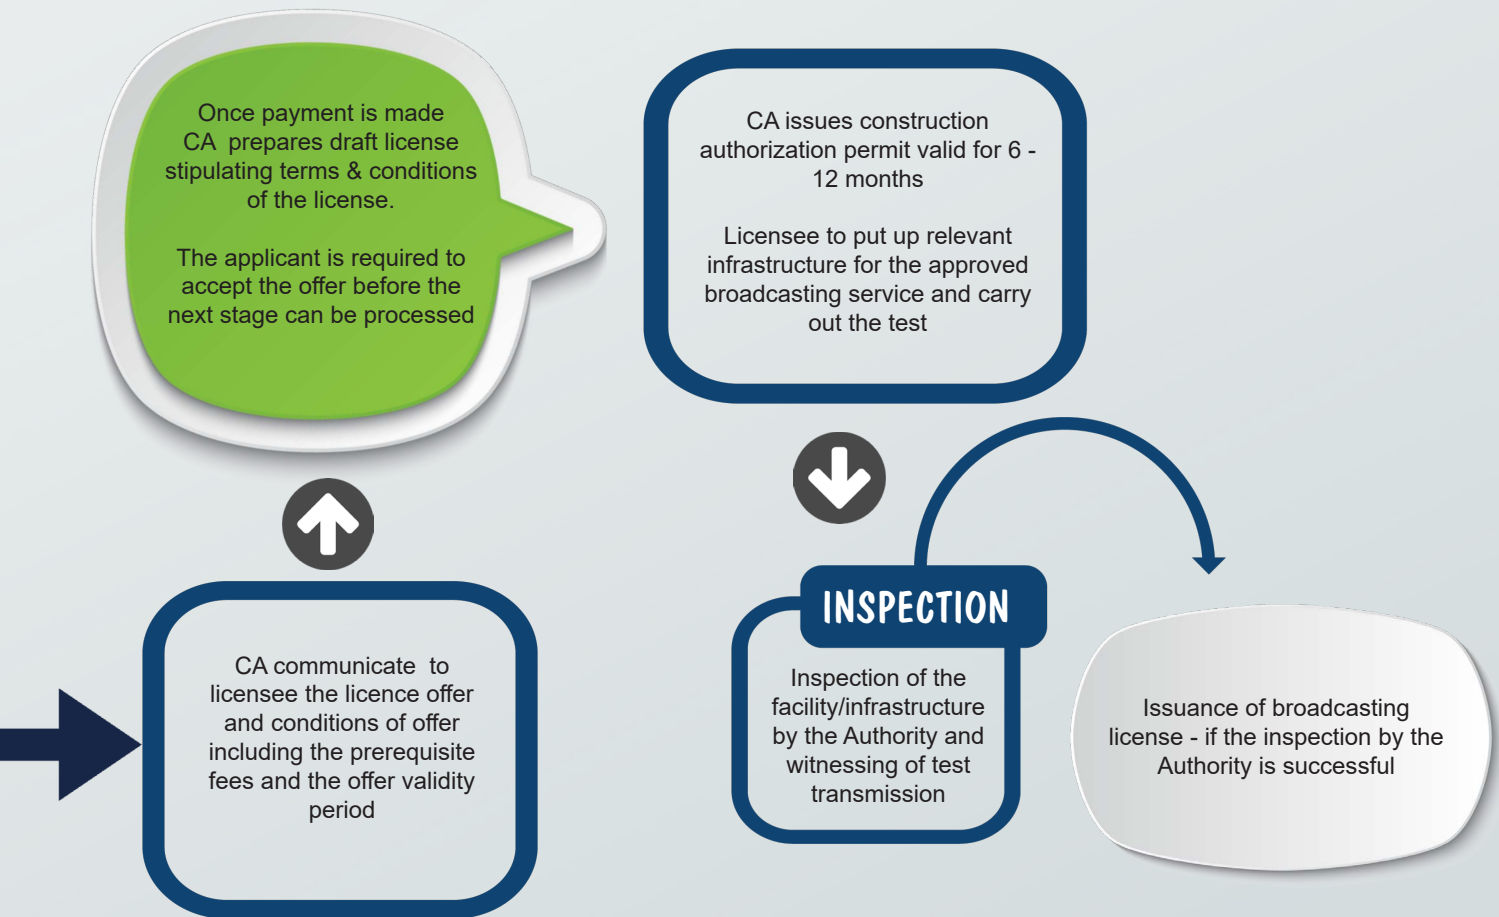 CA communicate to
licensee the licence offer
and conditions of offer
including the prerequisite
fees and the offer validity
period
Once payment is made
CA prepares draft license
stipulating terms & conditions
of the license.
The applicant is required to
accept the offer before the
next stage can be processed
CA issues construction
authorization permit valid for 6 -
12 months
Licensee to put up relevant
infrastructure for the approved
broadcasting service and carry
out the test
INSPECTION
Inspection of the
facility/infrastructure
by the Authority and
witnessing of test
transmission
Issuance of broadcasting
license - if the inspection by the
Authority is successful